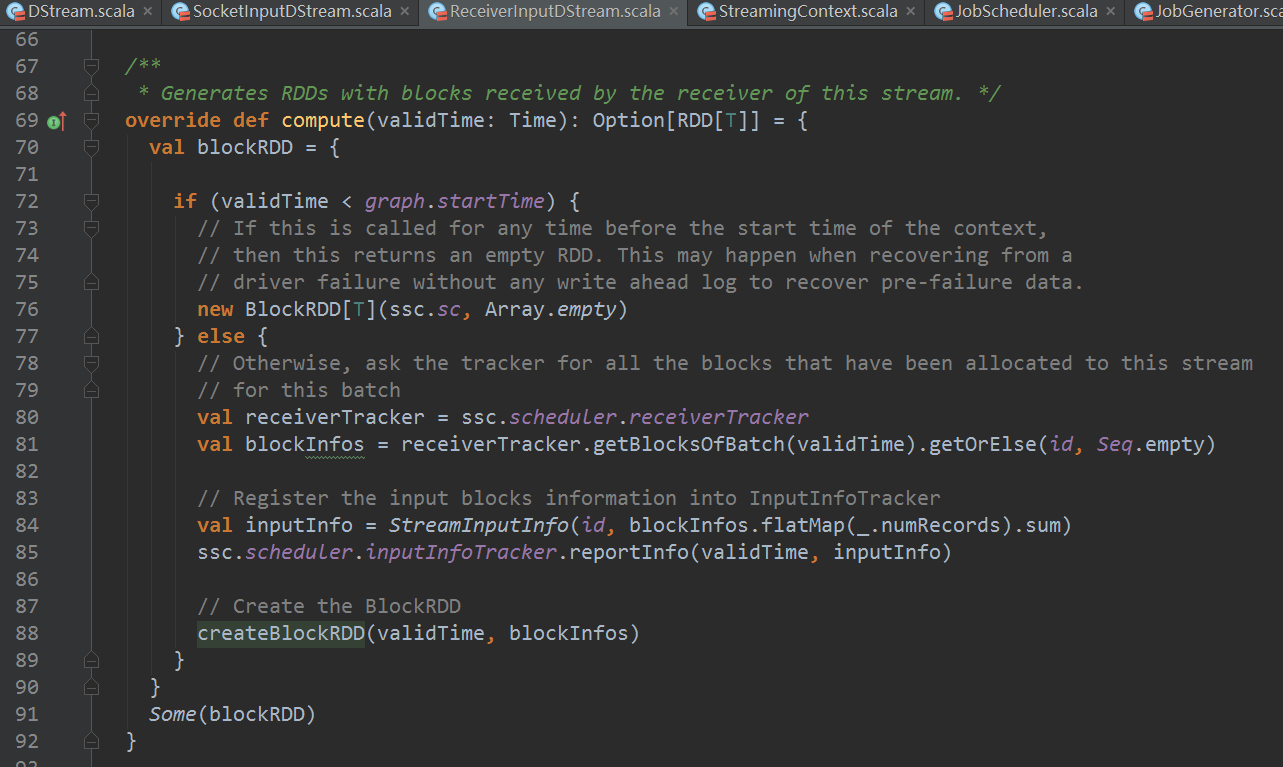 DStream.scala × SocketInputDStream.scala × ReceiverInputDStream.scala × StreamingContext.scala × JobScheduler.scala × JobGenerator.sca
66
67 /**
68  * Generates RDDs with blocks received by the receiver of this stream. */
69 override def compute(validTime: Time): Option[RDD[T]] = {
70   val blockRDD = {
71
72     if (validTime < graph.startTime) {
73       // If this is called for any time before the start time of the context,
74       // then this returns an empty RDD. This may happen when recovering from a
75       // driver failure without any write ahead log to recover pre-failure data.
76       new BlockRDD[T](ssc.sc, Array.empty)
77     } else {
78       // Otherwise, ask the tracker for all the blocks that have been allocated to this stream
79       // for this batch
80       val receiverTracker = ssc.scheduler.receiverTracker
81       val blockInfos = receiverTracker.getBlocksOfBatch(validTime).getOrElse(id, Seq.empty)
82
83       // Register the input blocks information into InputInfoTracker
84       val inputInfo = StreamInputInfo(id, blockInfos.flatMap(_.numRecords).sum)
85       ssc.scheduler.inputInfoTracker.reportInfo(validTime, inputInfo)
86
87       // Create the BlockRDD
88       createBlockRDD(validTime, blockInfos)
89     }
90   }
91   Some(blockRDD)
92 }